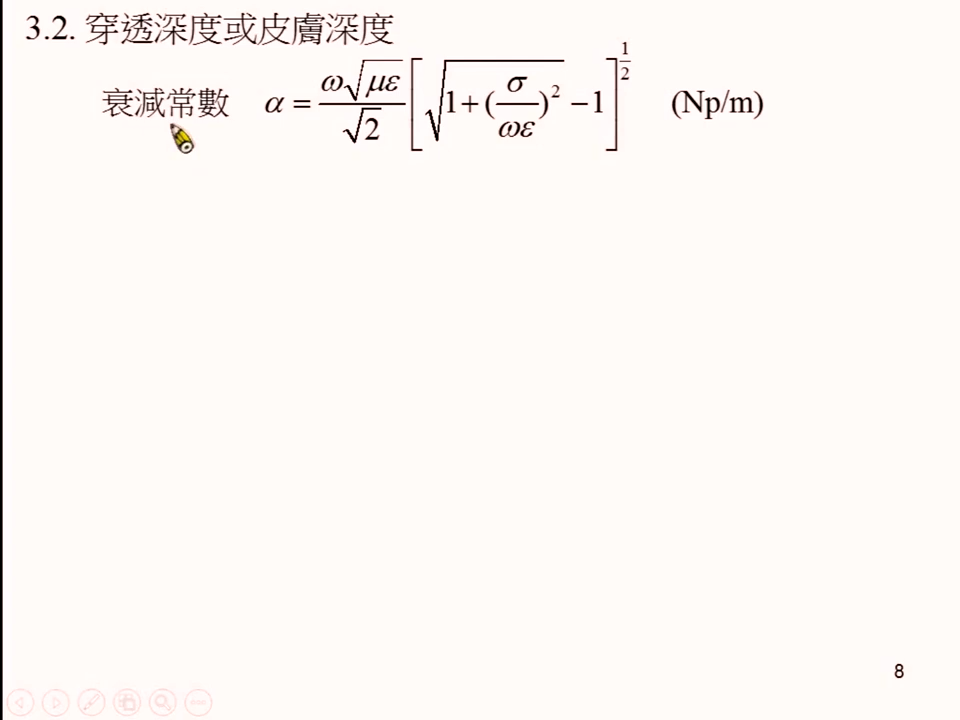 3.2. 穿透深度或皮膚深度
衰減常數 α = ω√με / √2 [ √1+(σ/ωε)² −1 ]^1/2 (Np/m)
8